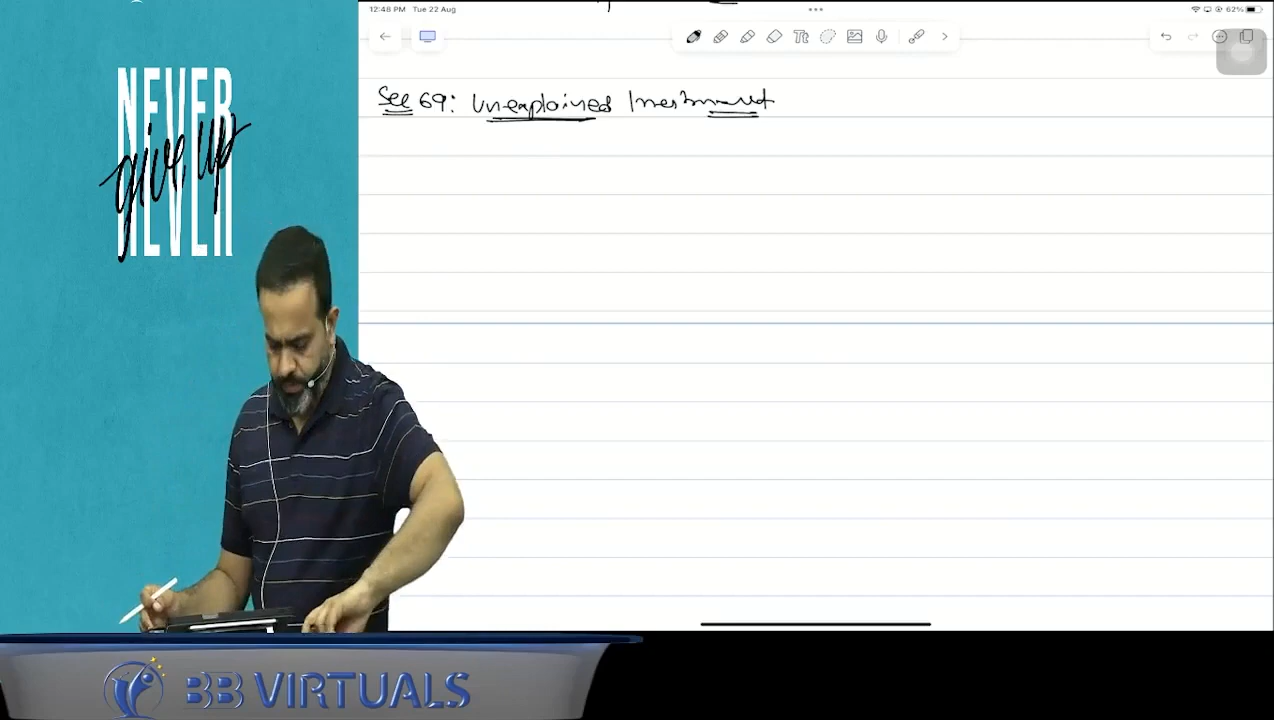 12:48 PM Tue 22 Aug
62%
NEVER
give up
NEVER
Sec 69: Unexplained Investment
BB VIRTUALS